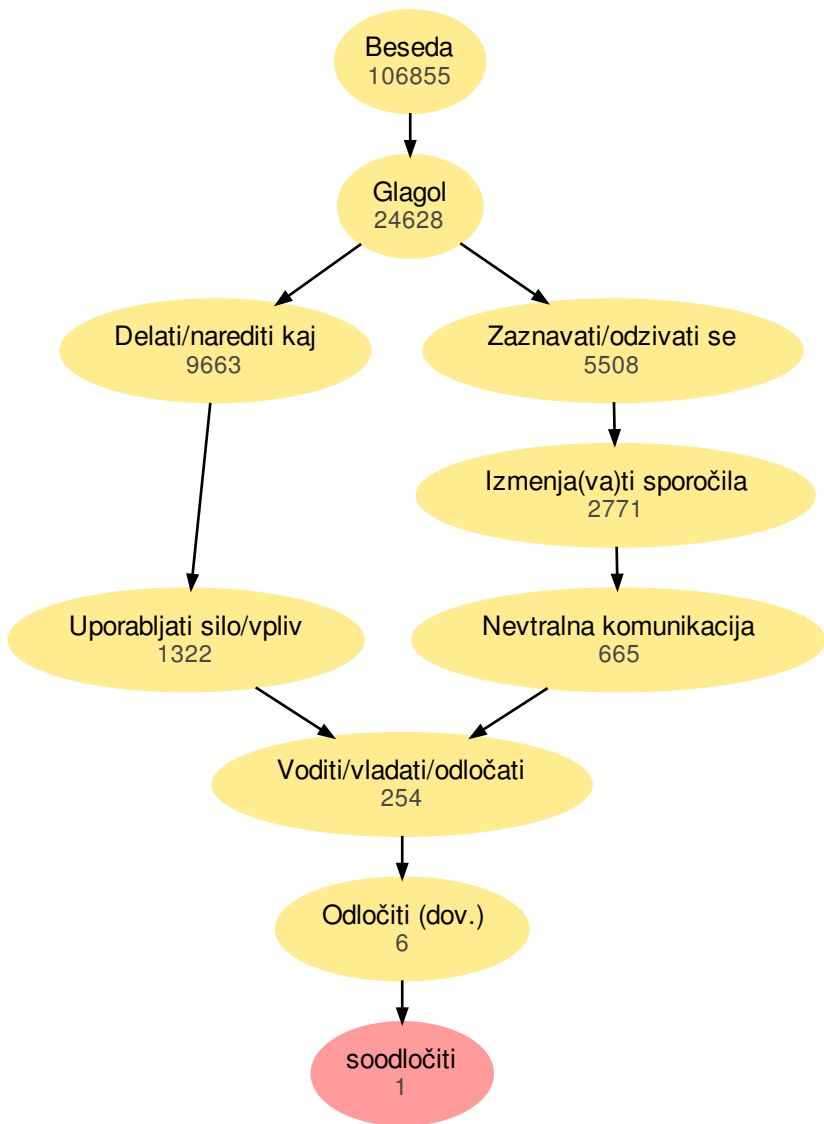 Beseda
106855
Glagol
24628
Delati/narediti kaj
9663
Zaznavati/odzivati se
5508
Izmenja(va)ti sporočila
2771
Uporabljati silo/vpliv
1322
Nevtralna komunikacija
665
Voditi/vladati/odločati
254
Odločiti (dov.)
6
soodločiti
1